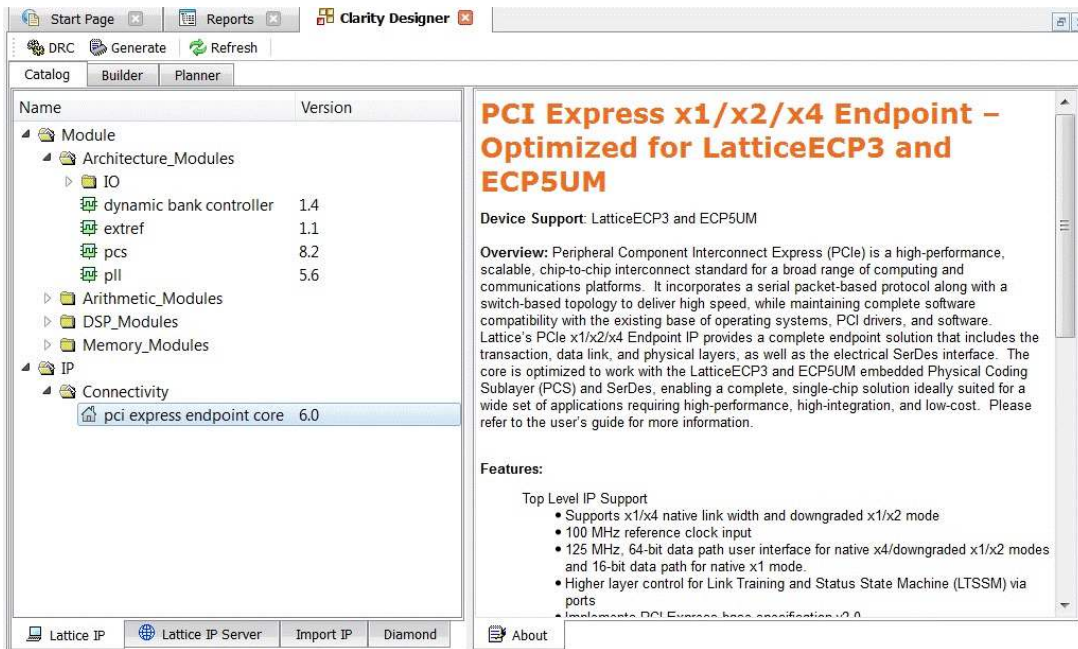 Start Page
Reports
Clarity Designer
DRC
Generate
Refresh
Catalog
Builder
Planner
Name
Version
Module
Architecture_Modules
IO
dynamic bank controller 1.4
extref 1.1
pcs 8.2
pll 5.6
Arithmetic_Modules
DSP_Modules
Memory_Modules
IP
Connectivity
pci express endpoint core 6.0
PCI Express x1/x2/x4 Endpoint –
Optimized for LatticeECP3 and
ECP5UM
Device Support: LatticeECP3 and ECP5UM
Overview: Peripheral Component Interconnect Express (PCIe) is a high-performance,
scalable, chip-to-chip interconnect standard for a broad range of computing and
communications platforms. It incorporates a serial packet-based protocol along with a
switch-based topology to deliver high speed, while maintaining complete software
compatibility with the existing base of operating systems, PCI drivers, and software.
Lattice's PCIe x1/x2/x4 Endpoint IP provides a complete endpoint solution that includes the
transaction, data link, and physical layers, as well as the electrical SerDes interface. The
core is optimized to work with the LatticeECP3 and ECP5UM embedded Physical Coding
Sublayer (PCS) and SerDes, enabling a complete, single-chip solution ideally suited for a
wide set of applications requiring high-performance, high-integration, and low-cost. Please
refer to the user's guide for more information.
Features:
Top Level IP Support
• Supports x1/x4 native link width and downgraded x1/x2 mode
• 100 MHz reference clock input
• 125 MHz, 64-bit data path user interface for native x4/downgraded x1/x2 modes
and 16-bit data path for native x1 mode.
• Higher layer control for Link Training and Status State Machine (LTSSM) via
ports
• Implements PCI Express base specification v2.0
Lattice IP
Lattice IP Server
Import IP
Diamond
About